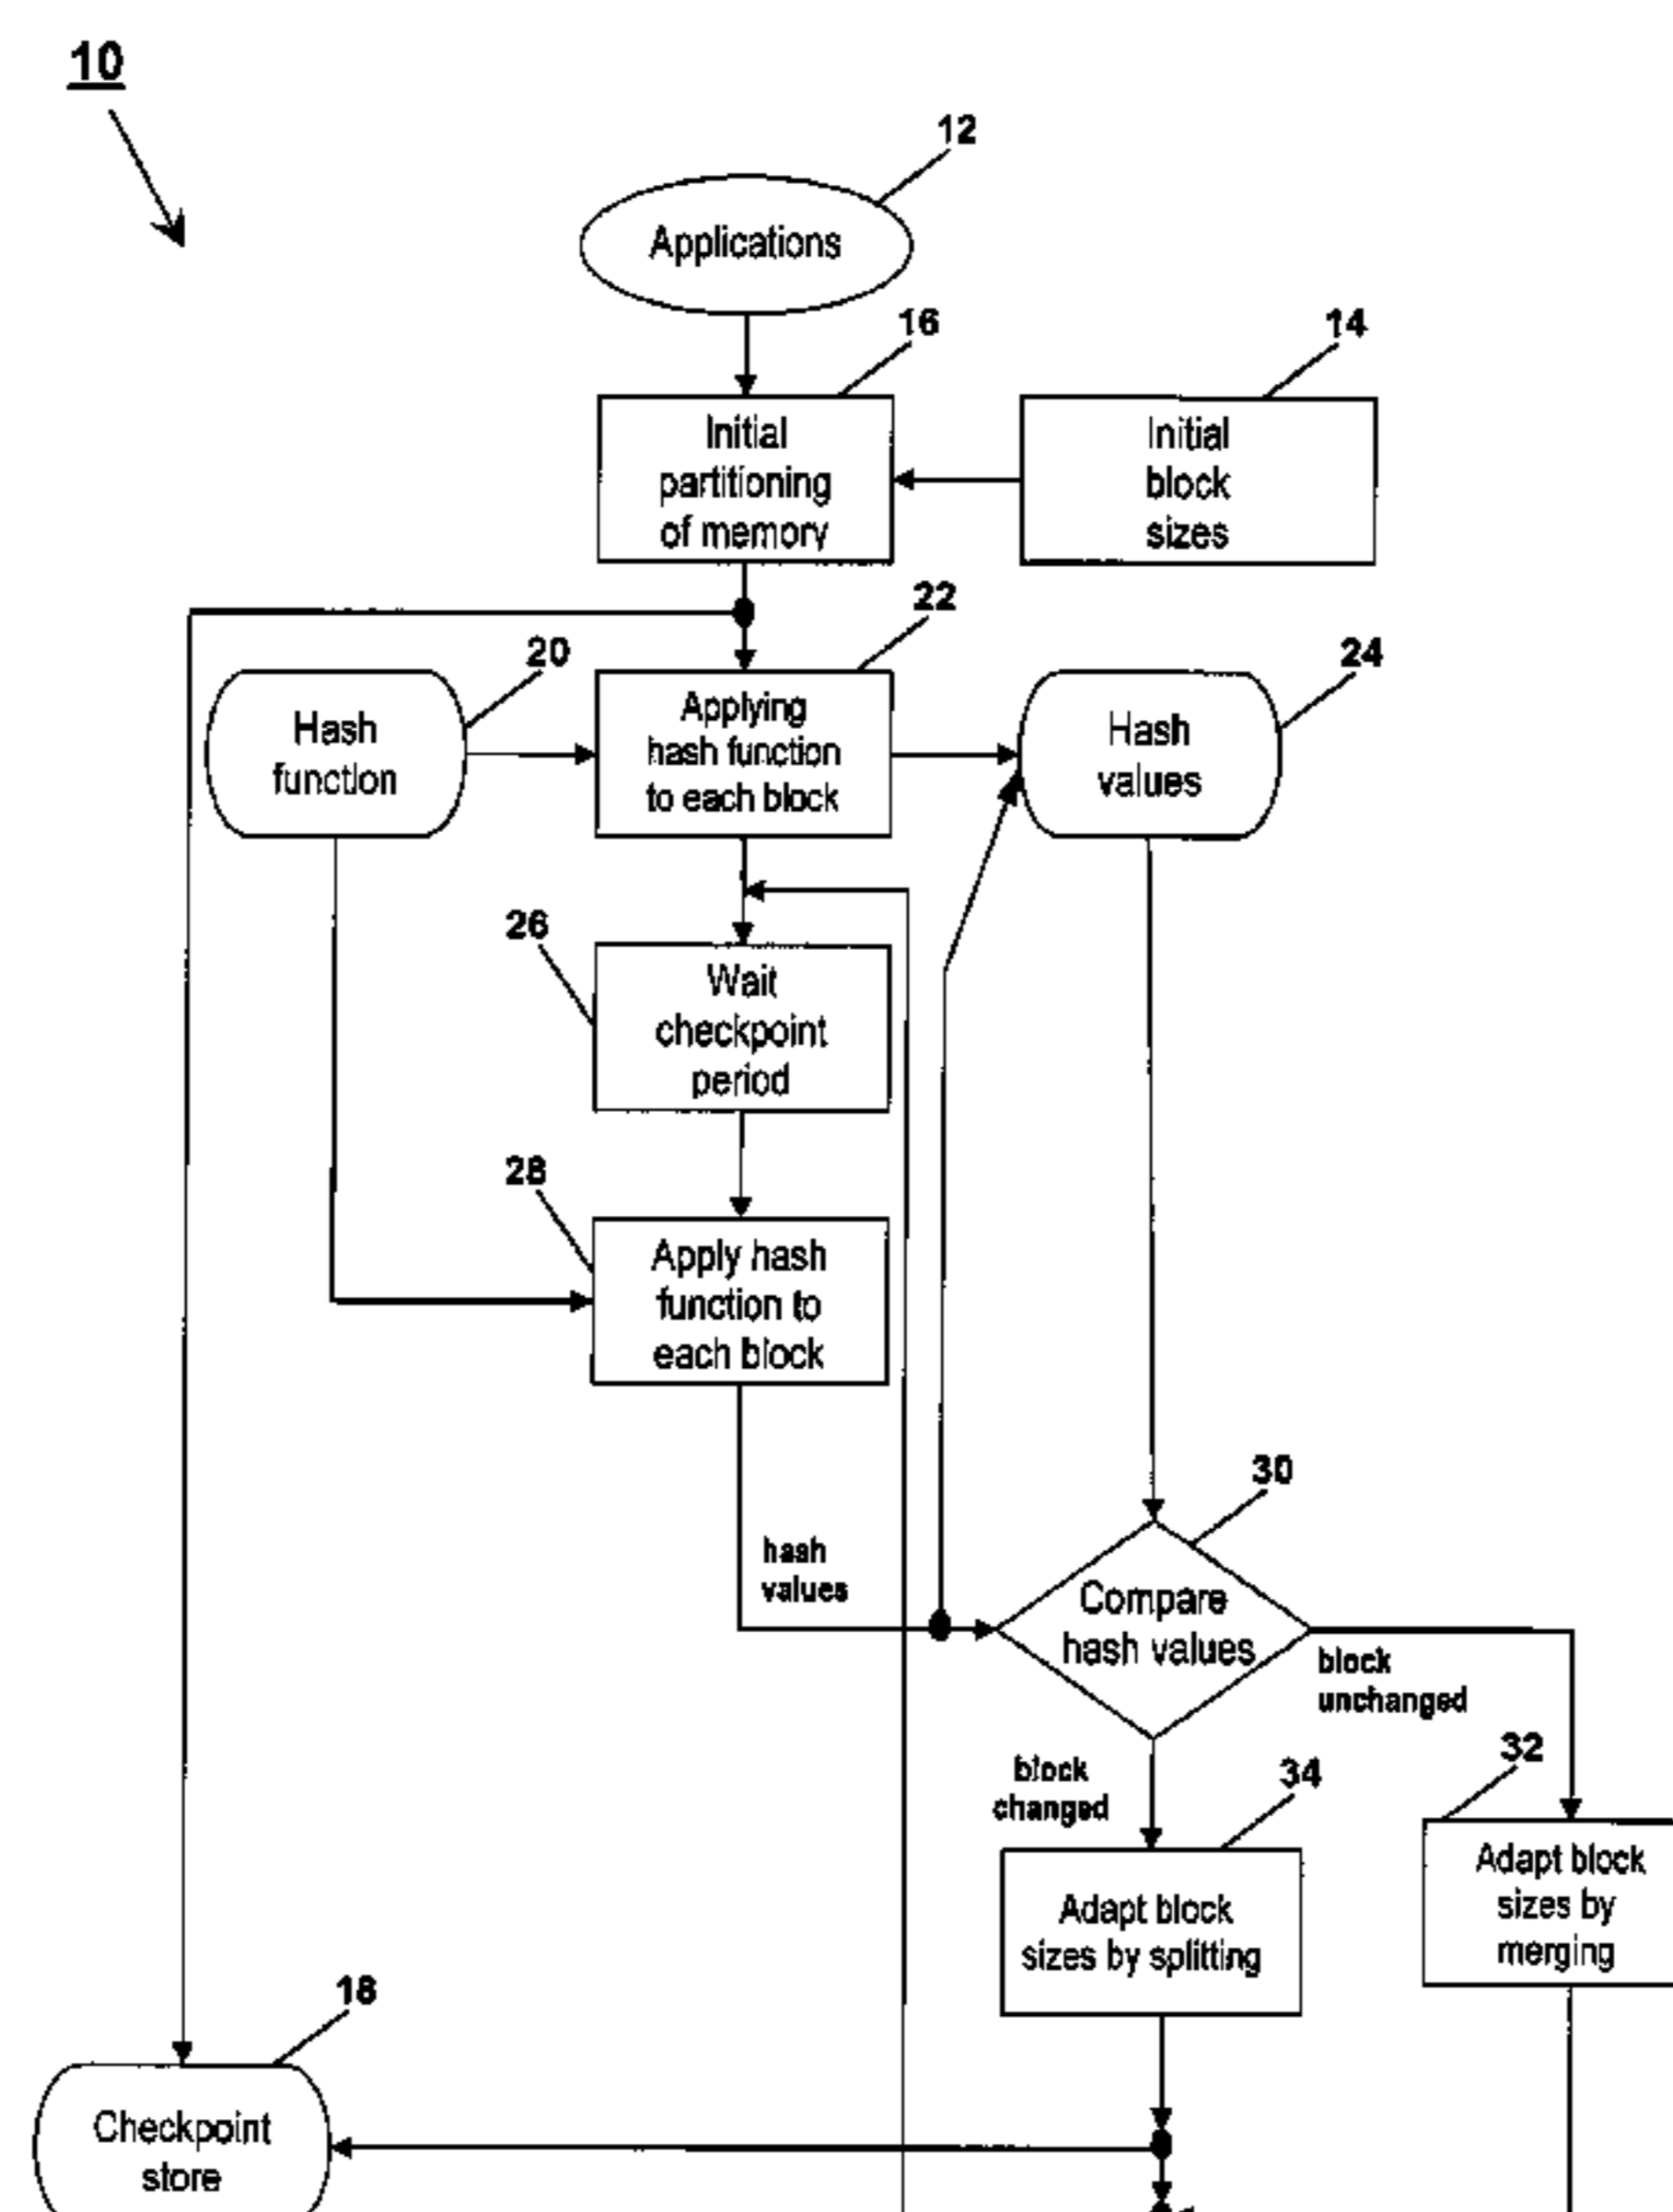 10
12
Applications
16
14
Initial
partitioning
of memory
Initial
block
sizes
22
20
24
Hash
function
Applying
hash function
to each block
Hash
values
26
Wait
checkpoint
period
28
Apply hash
function to
each block
30
hash
values
Compare
hash values
block
unchanged
32
block
changed
34
Adapt block
sizes by
merging
Adapt block
sizes by splitting
18
Checkpoint
store